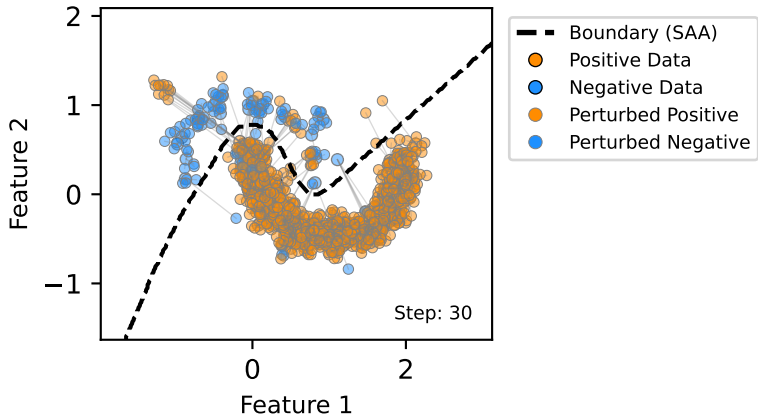 2
1
0
−1
Feature 2
0
2
Feature 1
Step: 30
Boundary (SAA)
Positive Data
Negative Data
Perturbed Positive
Perturbed Negative